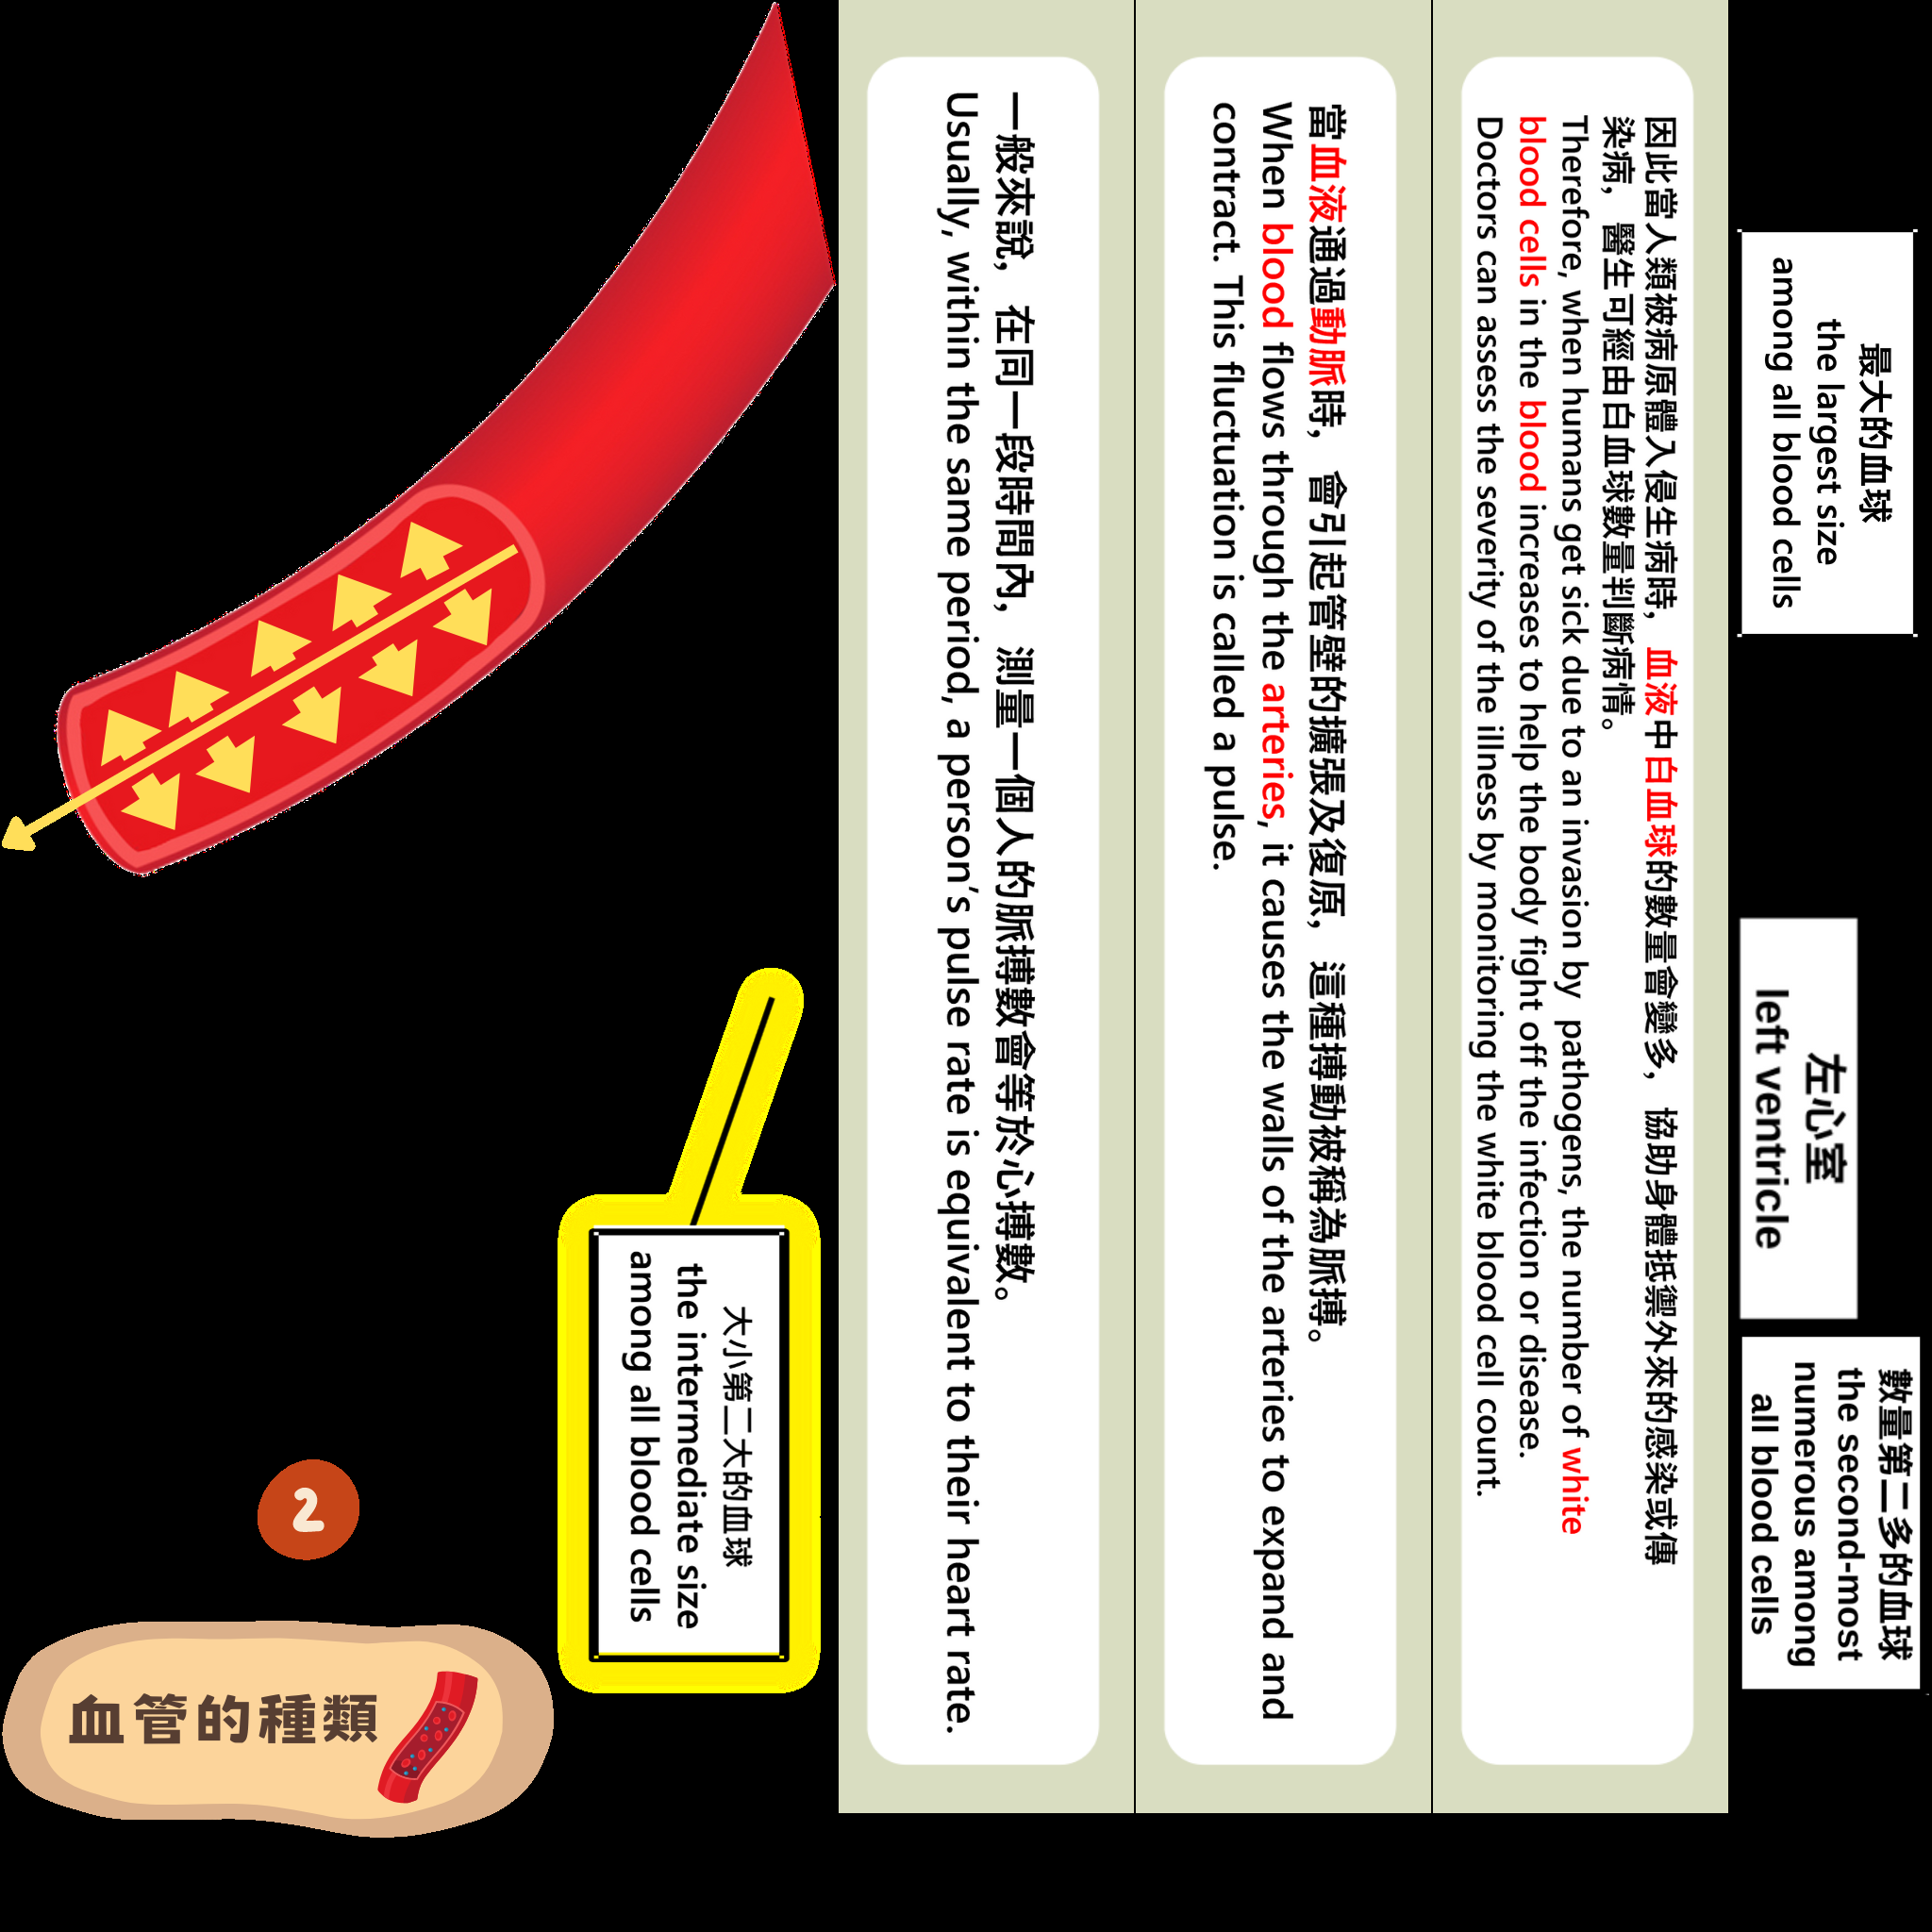 最大的血球
the largest size
among all blood cells
左心室
left ventricle
數量第二多的血球
the second-most
numerous among
all blood cells
因此當人類被病原體入侵生病時，血液中白血球的數量會變多，協助身體抵禦外來的感染或傳
染病，醫生可經由白血球數量判斷病情。
Therefore, when humans get sick due to an invasion by pathogens, the number of white
blood cells in the blood increases to help the body fight off the infection or disease.
Doctors can assess the severity of the illness by monitoring the white blood cell count.
當血液通過動脈時，會引起管壁的擴張及復原，這種搏動被稱為脈搏。
When blood flows through the arteries, it causes the walls of the arteries to expand and
contract. This fluctuation is called a pulse.
一般來說，在同一段時間內，測量一個人的脈搏數會等於心搏數。
Usually, within the same period, a person's pulse rate is equivalent to their heart rate.
大小第二大的血球
the intermediate size
among all blood cells
2
血管的種類